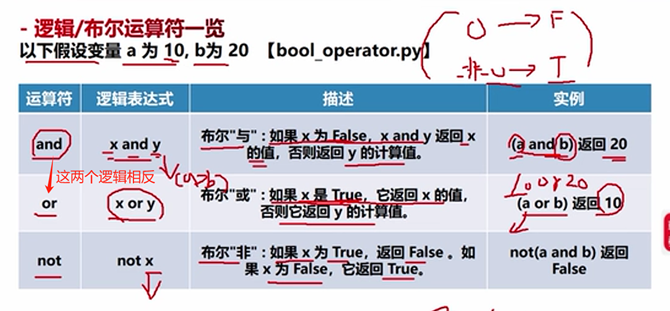 - 逻辑/布尔运算符一览
以下假设变量 a 为 10, b为 20 【bool_operator.py】
0 → F
非0 → T
运算符 逻辑表达式 描述 实例
and x and y 布尔"与"：如果 x 为 False，x and y 返回 x 的值，否则返回 y 的计算值。 (a and b) 返回 20
这两个逻辑相反
(a>b)
10 or 20
or x or y 布尔"或"：如果 x 是 True，它返回 x 的值，否则它返回 y 的计算值。 (a or b) 返回 10
not not x 布尔"非"：如果 x 为 True，返回 False 。如果 x 为 False，它返回 True。 not(a and b) 返回 False